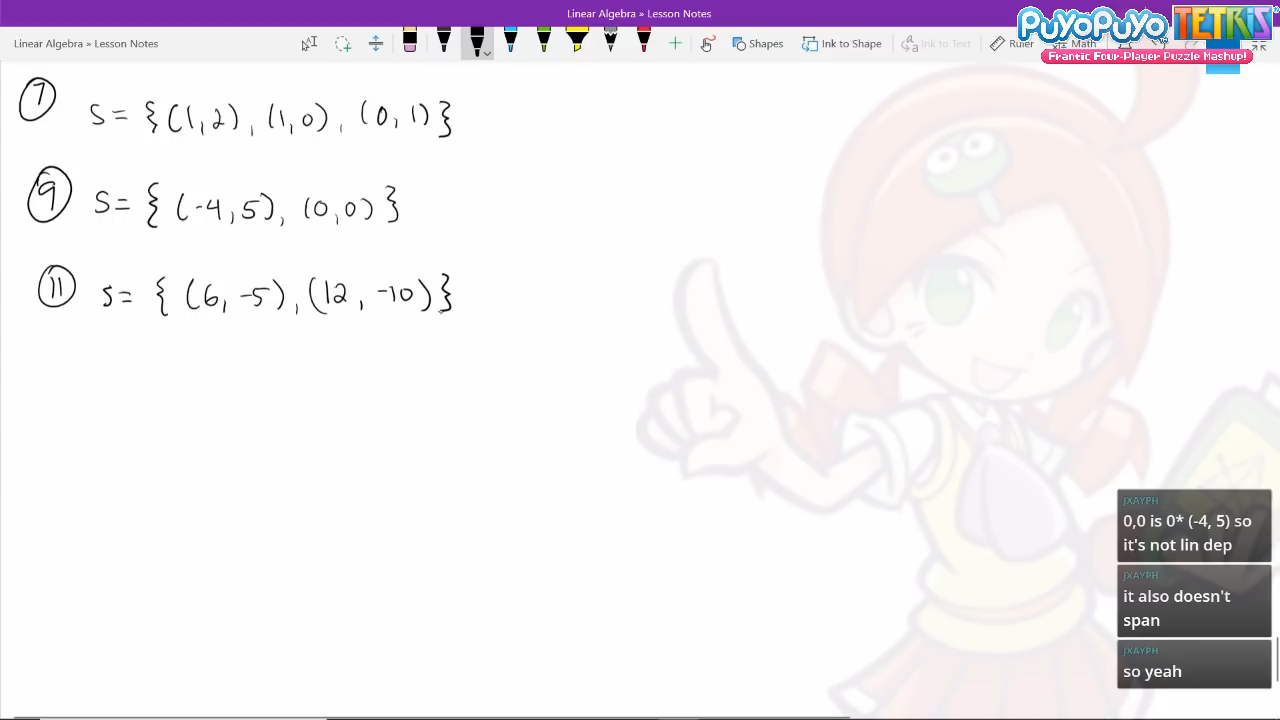 Linear Algebra » Lesson Notes
PuyoPuyo TETRIS
Linear Algebra » Lesson Notes
Shapes
Ink to Shape
Ink to Text
Ruler
Math
Frantic Four-Player Puzzle Mashup!
7 S = {(1,2), (1,0), (0,1)}
9 S = {(-4,5), (0,0)}
11 S = {(6,-5), (12,-10)}
JXAYPH
0,0 is 0* (-4, 5) so
it's not lin dep
JXAYPH
it also doesn't
span
JXAYPH
so yeah